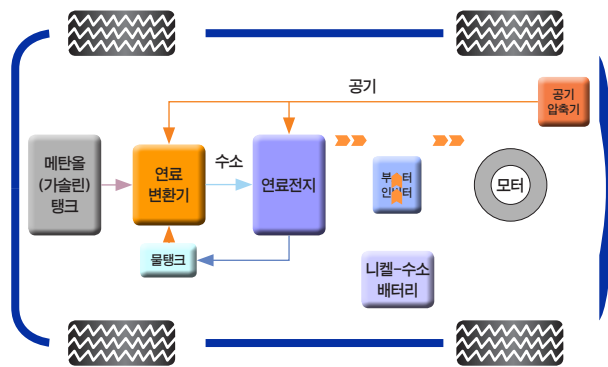 공기
공기
압축기
메탄올
(가솔린)
탱크
연료
변환기
수소
연료전지
모터
물탱크
니켈-수소
배터리